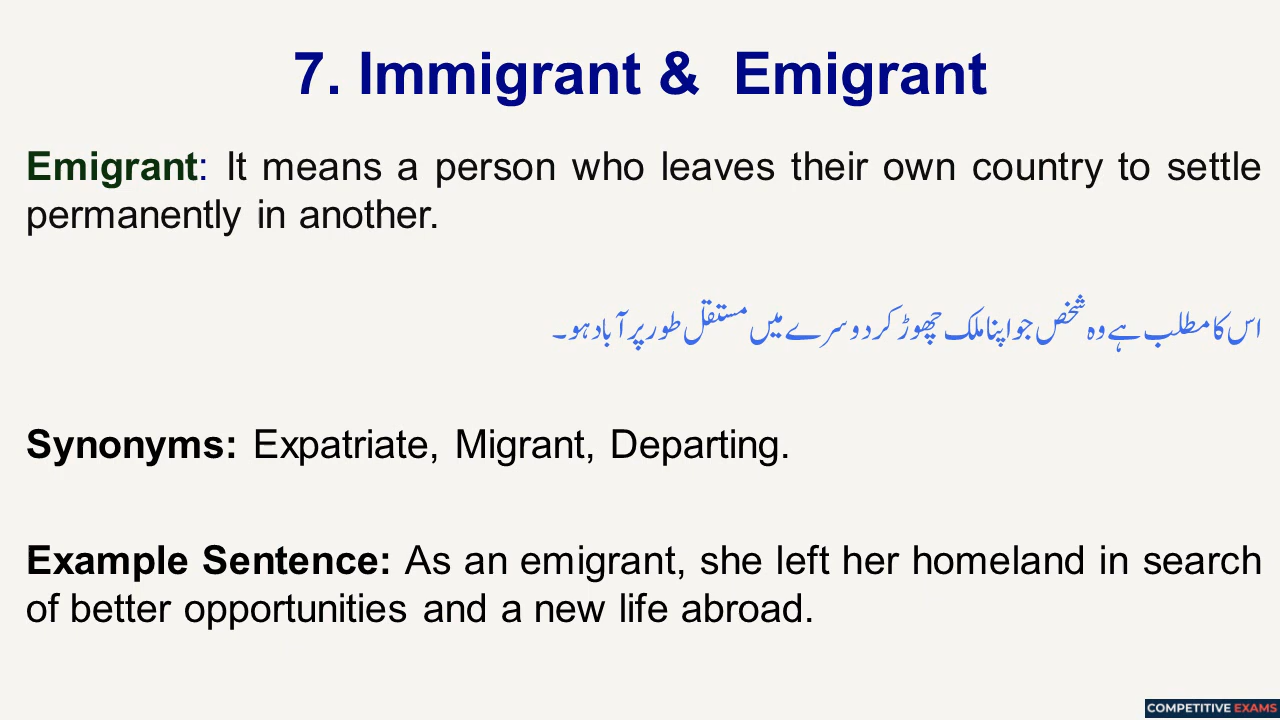 7. Immigrant & Emigrant
Emigrant: It means a person who leaves their own country to settle
permanently in another.
اس کا مطلب ہے وہ شخص جو اپنا ملک چھوڑ کر دوسرے میں مستقل طور پر آباد ہو۔
Synonyms: Expatriate, Migrant, Departing.
Example Sentence: As an emigrant, she left her homeland in search
of better opportunities and a new life abroad.
COMPETITIVE EXAMS